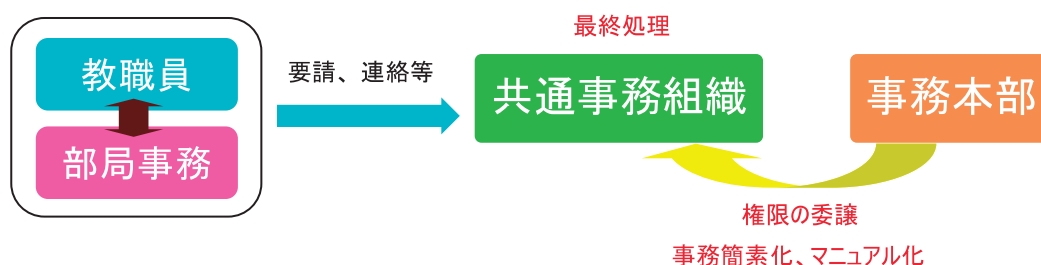 教職員
部局事務
要請、連絡等
最終処理
共通事務組織
事務本部
権限の委譲
事務簡素化、マニュアル化